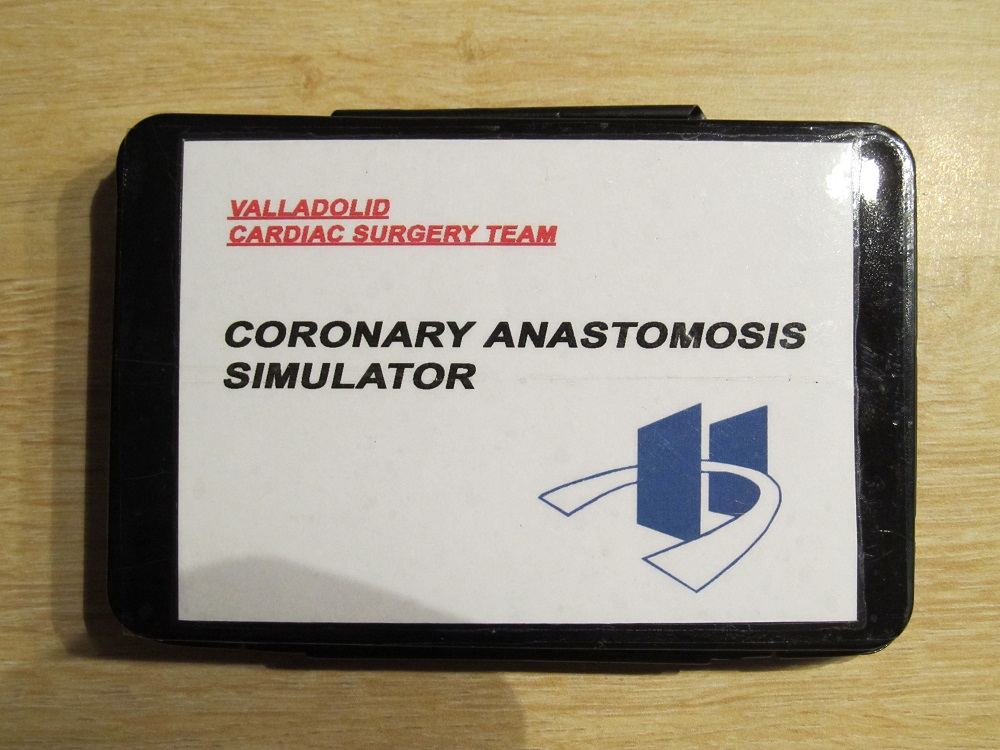 VALLADOLID
CARDIAC SURGERY TEAM
CORONARY ANASTOMOSIS
SIMULATOR